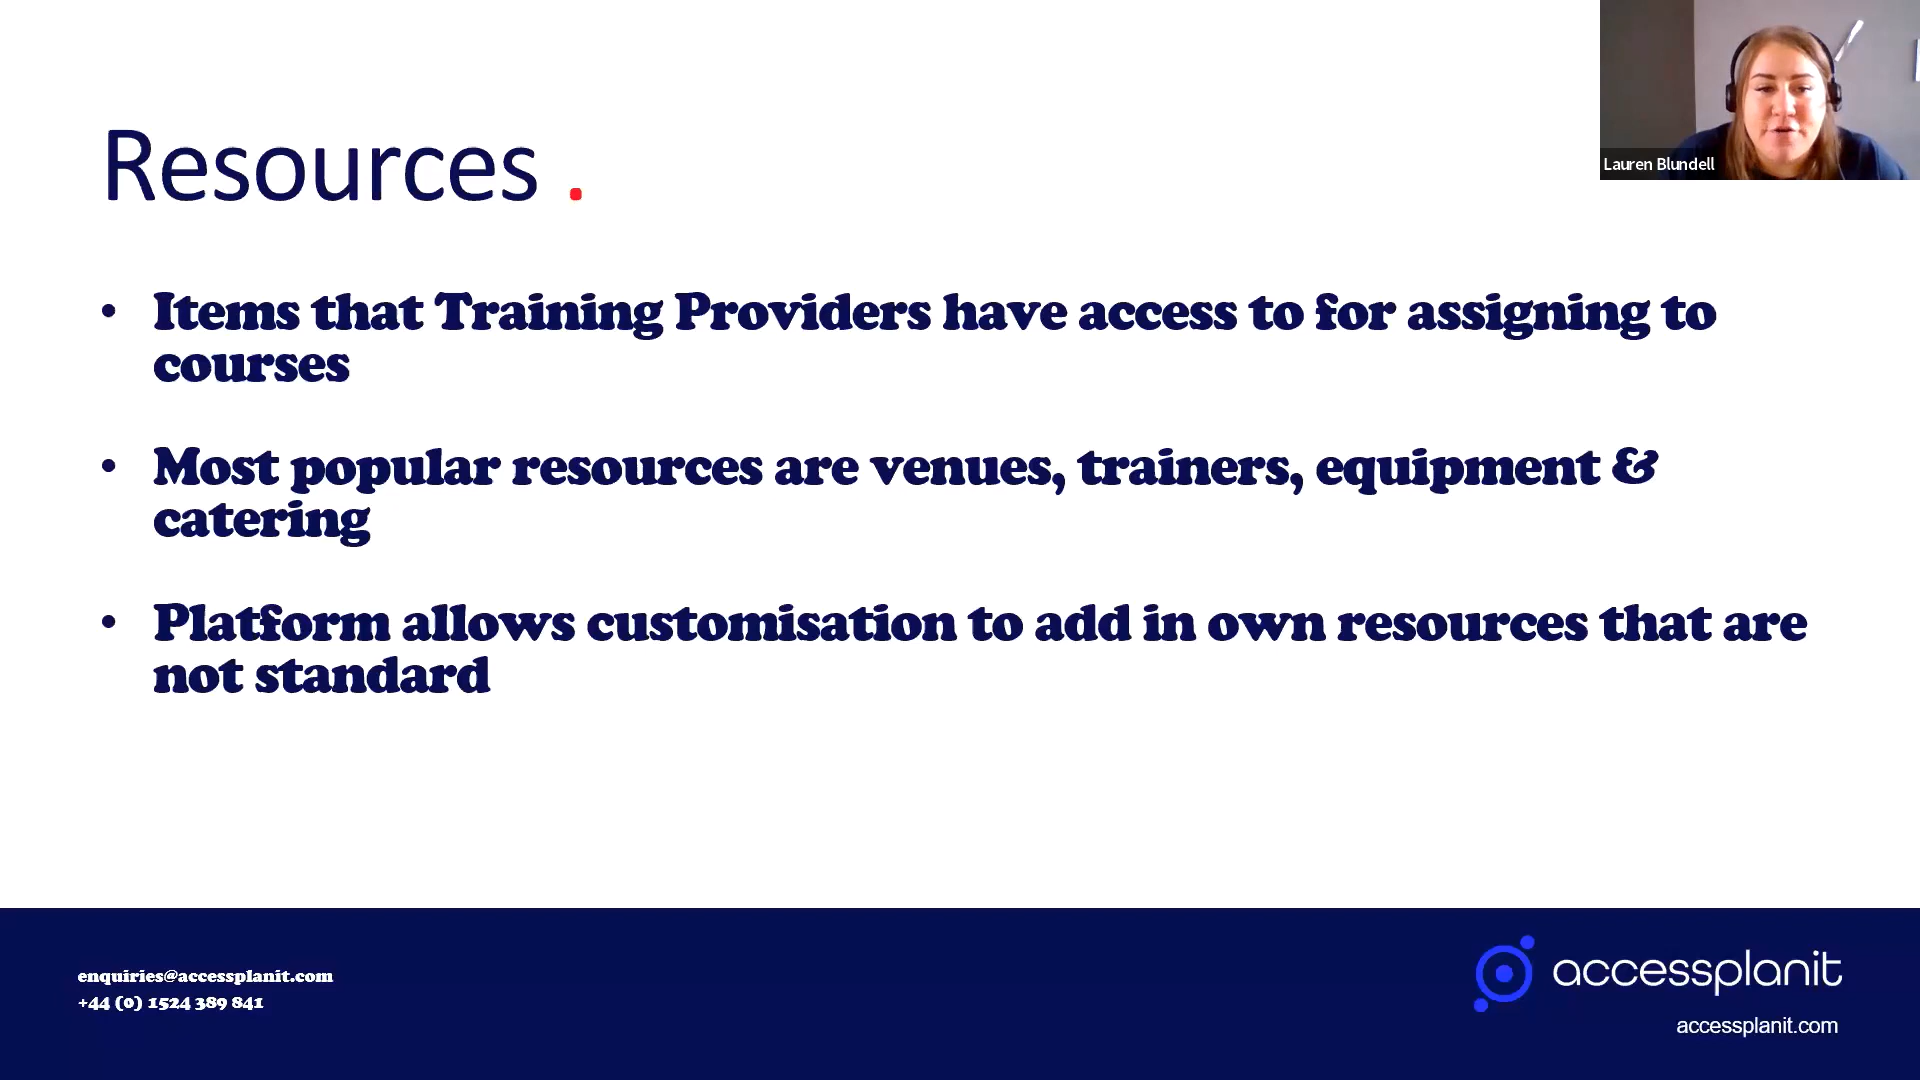 Resources .
Lauren Blundell
• Items that Training Providers have access to for assigning to
courses
• Most popular resources are venues, trainers, equipment &
catering
• Platform allows customisation to add in own resources that are
not standard
enquiries@accessplanit.com
+44 (0) 1524 389 841
accessplanit
accessplanit.com